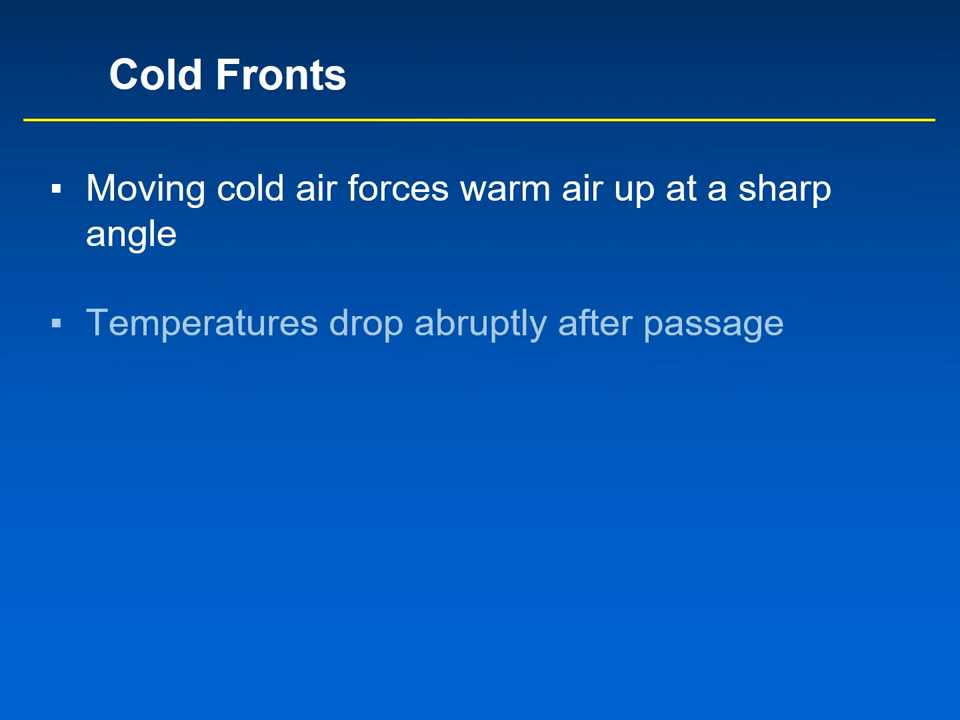 Cold Fronts
▪ Moving cold air forces warm air up at a sharp
angle
▪ Temperatures drop abruptly after passage